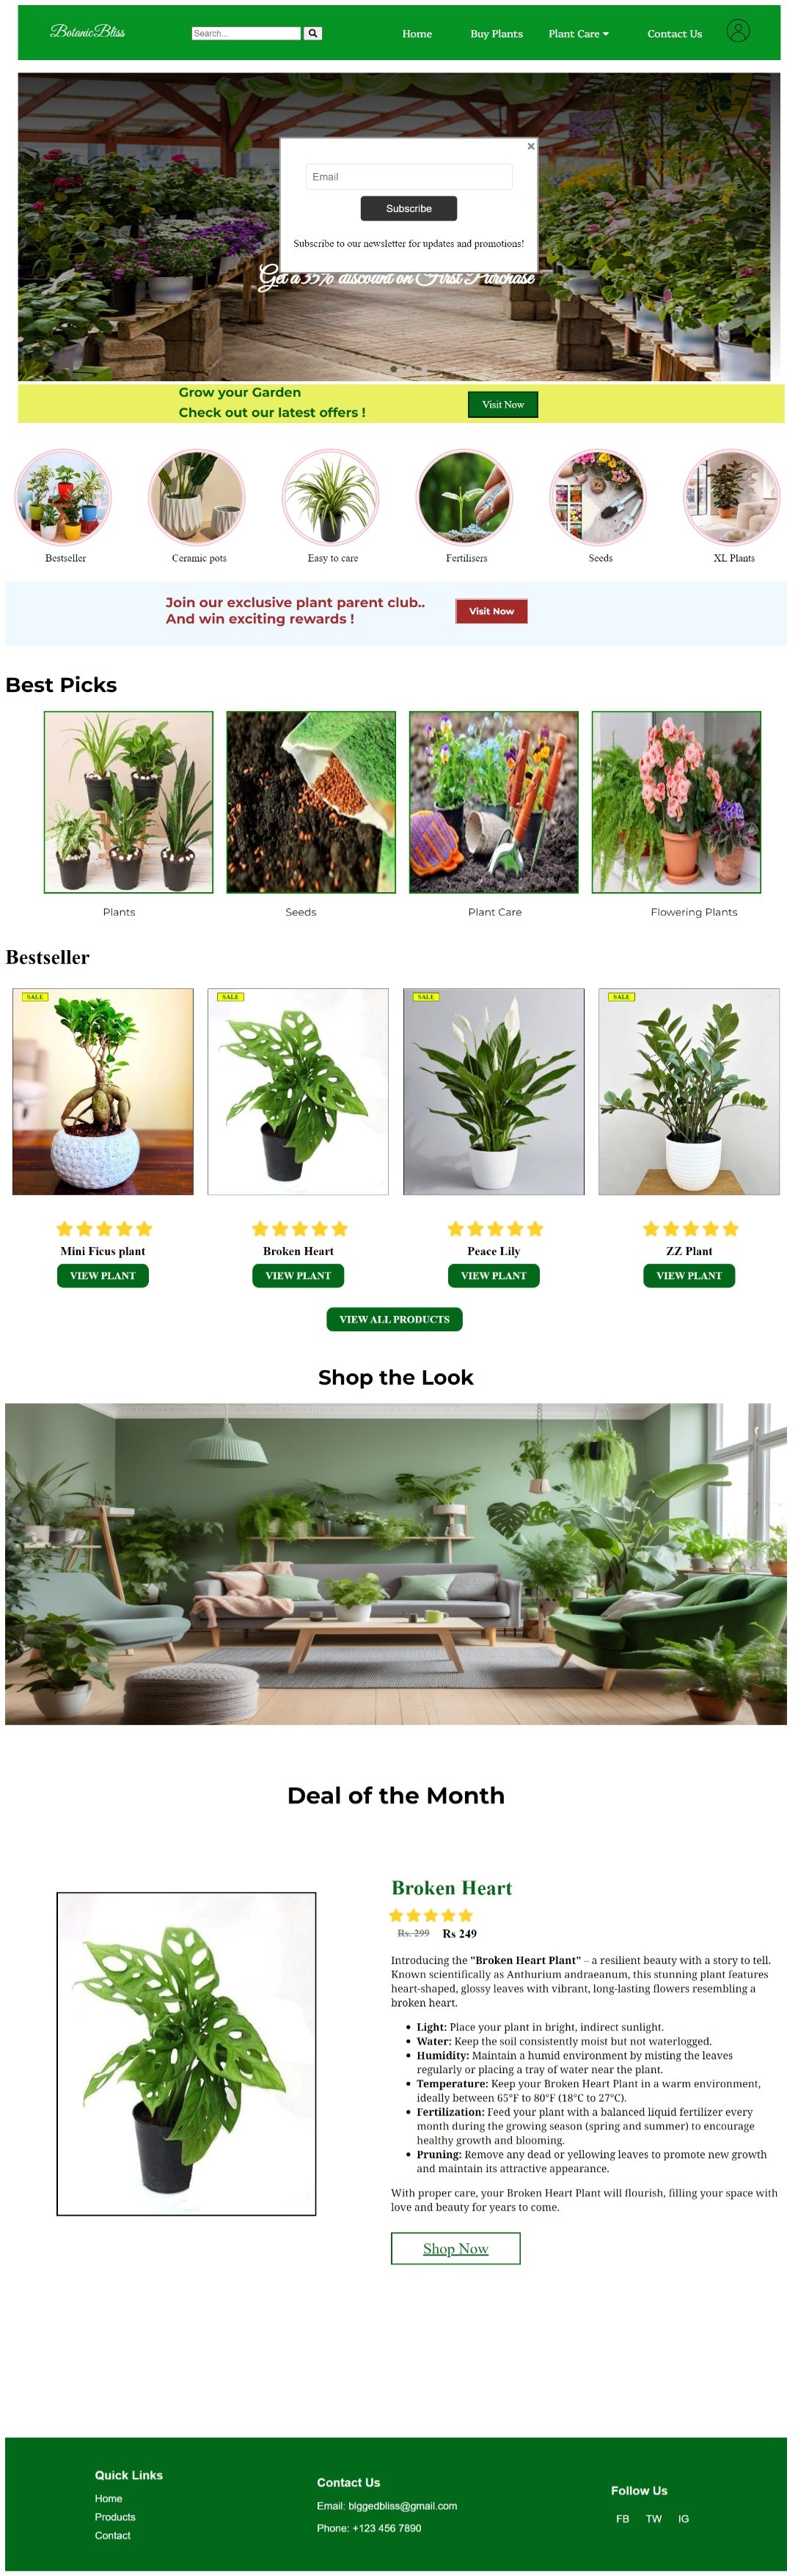 BotanicBliss
Search...
Home
Buy Plants
Plant Care
Contact Us
×
Email
Subscribe
Subscribe to our newsletter for updates and promotions!
Get a 35% discount on First Purchase
Grow your Garden
Check out our latest offers !
Visit Now
Bestseller
Ceramic pots
Easy to care
Fertilisers
Seeds
XL Plants
Join our exclusive plant parent club..
And win exciting rewards !
Visit Now
Best Picks
Plants
Seeds
Plant Care
Flowering Plants
Bestseller
SALE
SALE
SALE
SALE
Mini Ficus plant
Broken Heart
Peace Lily
ZZ Plant
VIEW PLANT
VIEW PLANT
VIEW PLANT
VIEW PLANT
VIEW ALL PRODUCTS
Shop the Look
Deal of the Month
Broken Heart
Rs. 299 Rs 249
Introducing the "Broken Heart Plant" – a resilient beauty with a story to tell.
Known scientifically as Anthurium andraeanum, this stunning plant features
heart-shaped, glossy leaves with vibrant, long-lasting flowers resembling a
broken heart.
• Light: Place your plant in bright, indirect sunlight.
• Water: Keep the soil consistently moist but not waterlogged.
• Humidity: Maintain a humid environment by misting the leaves
regularly or placing a tray of water near the plant.
• Temperature: Keep your Broken Heart Plant in a warm environment,
ideally between 65°F to 80°F (18°C to 27°C).
• Fertilization: Feed your plant with a balanced liquid fertilizer every
month during the growing season (spring and summer) to encourage
healthy growth and blooming.
• Pruning: Remove any dead or yellowing leaves to promote new growth
and maintain its attractive appearance.
With proper care, your Broken Heart Plant will flourish, filling your space with
love and beauty for years to come.
Shop Now
Quick Links
Home
Products
Contact
Contact Us
Email: blggedbliss@gmail.com
Phone: +123 456 7890
Follow Us
FB TW IG